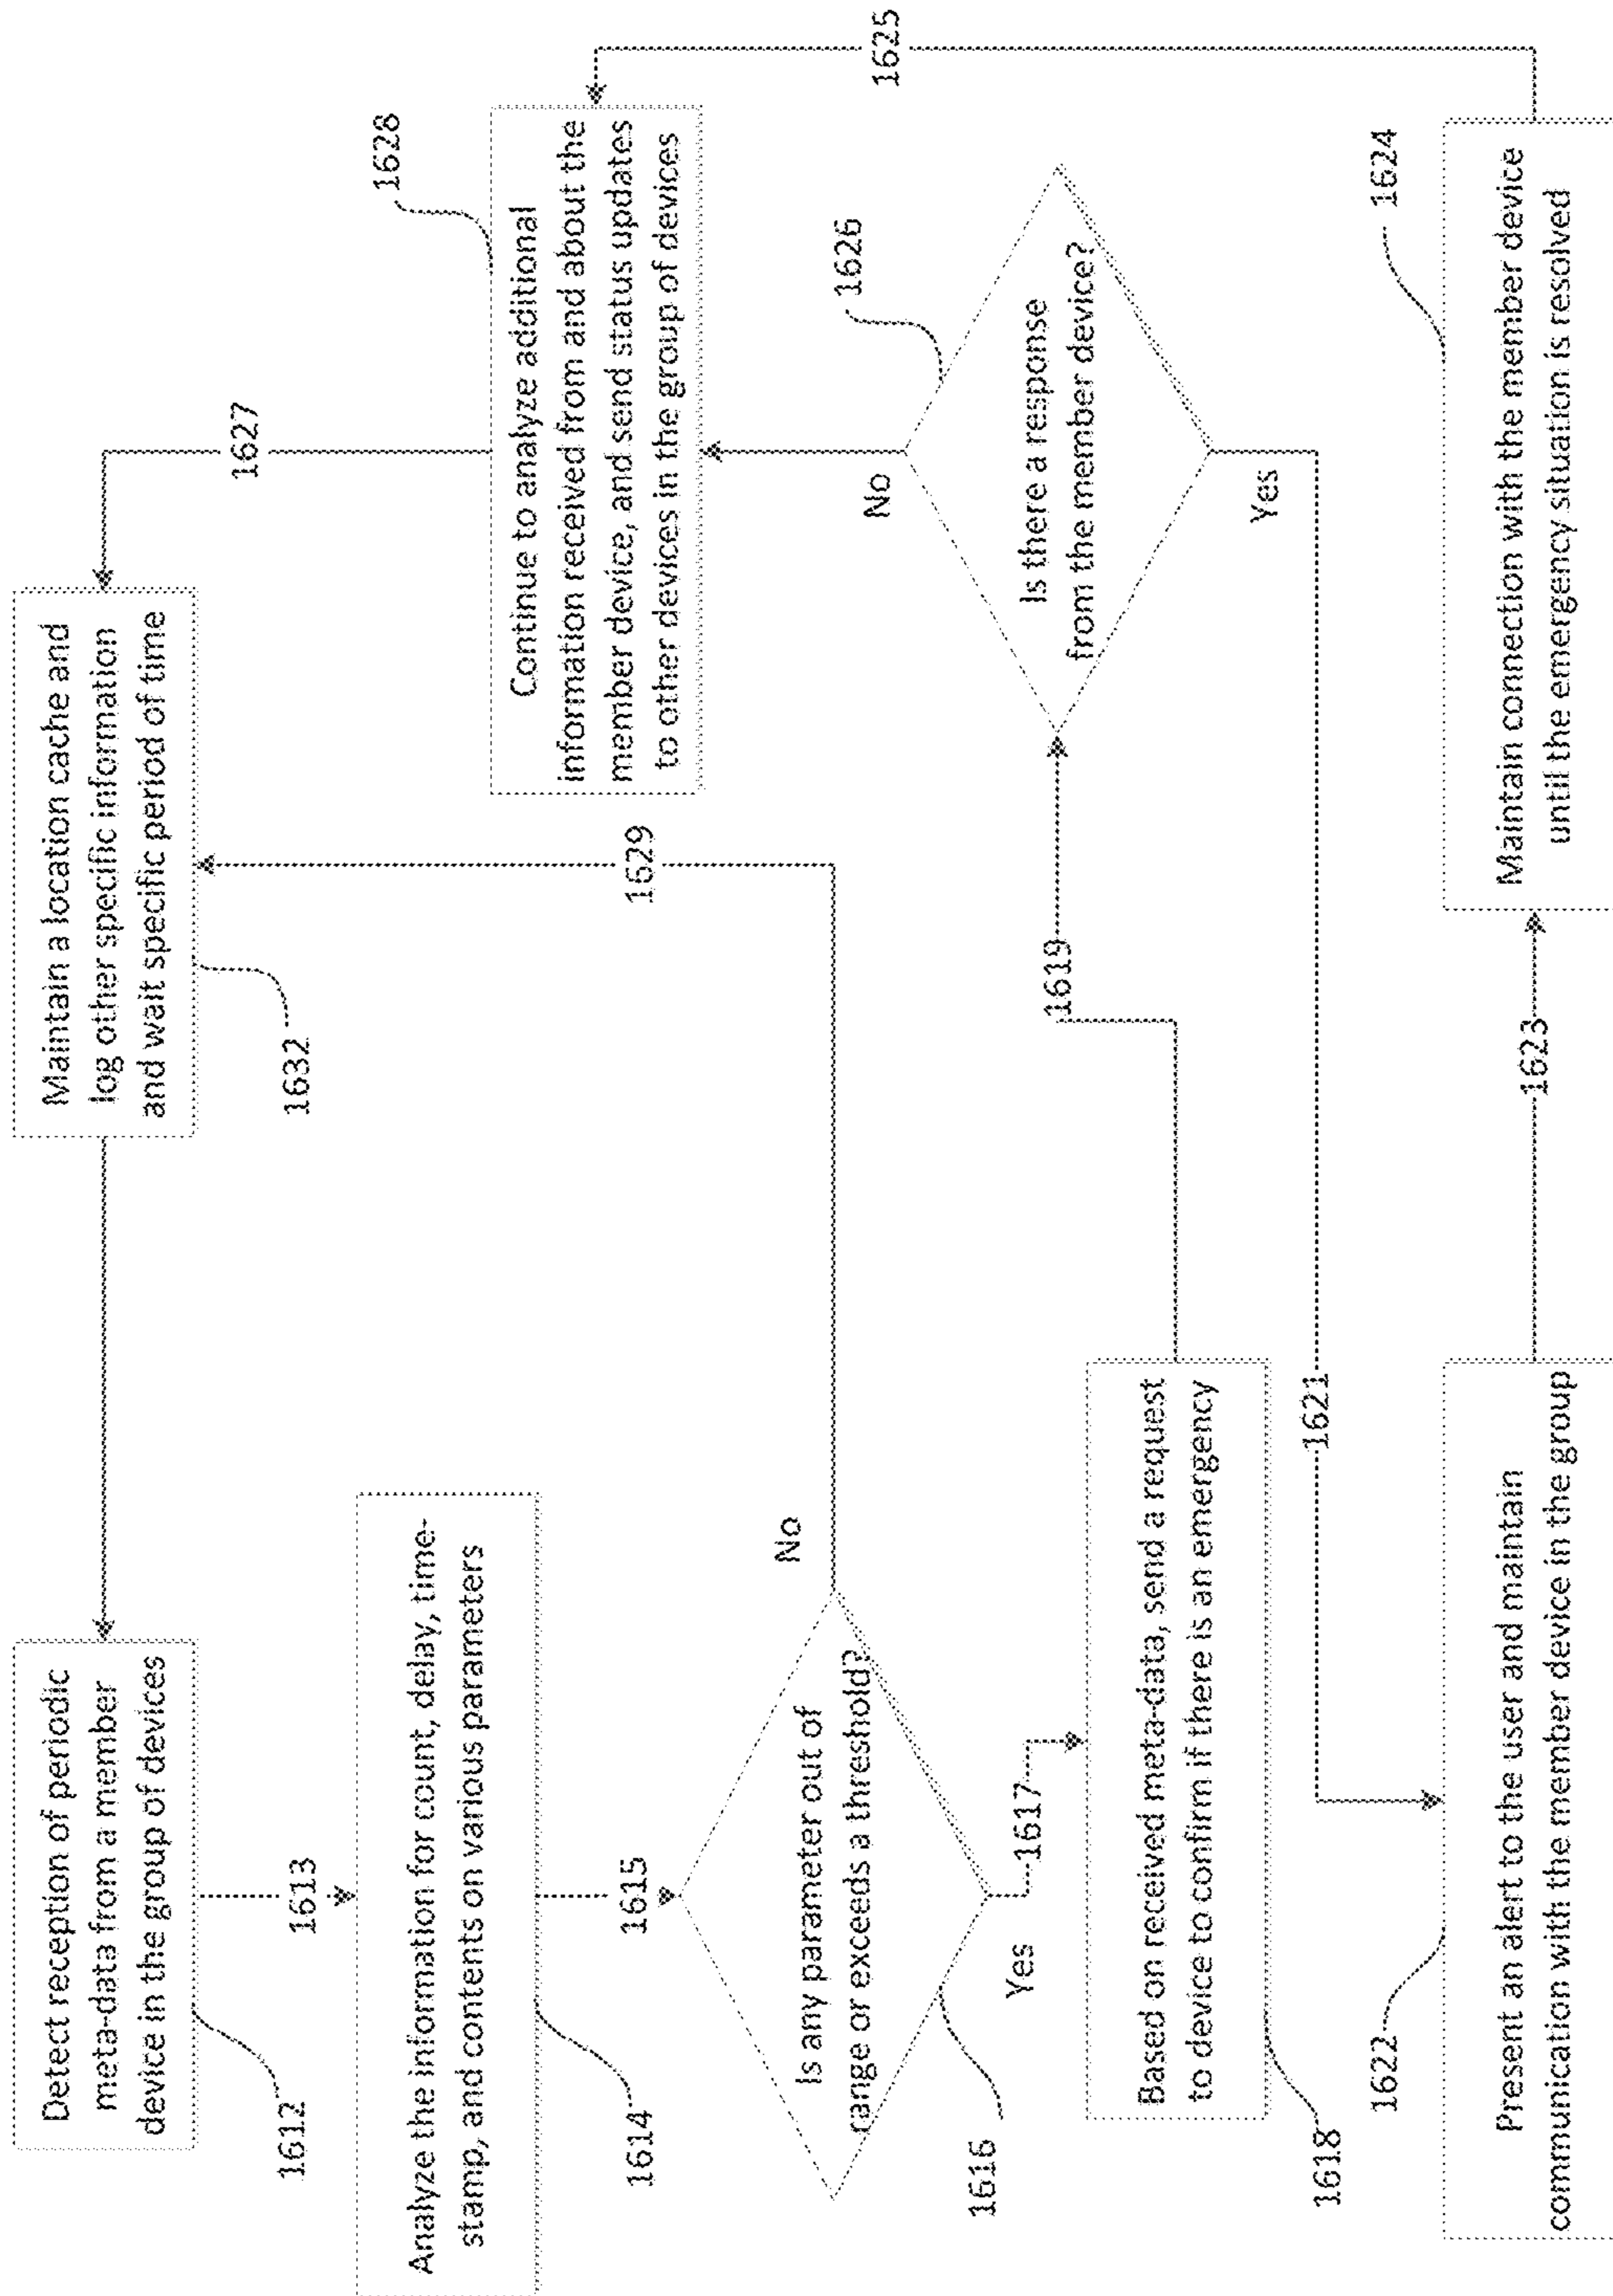 Detect reception of periodic
meta-data from a member
device in the group of devices
1612
1613
Analyze the information for count, delay, time-
stamp, and contents on various parameters
1614
1615
Is any parameter out of
range or exceeds a threshold?
1616
No
Yes
1617
1629
Based on received meta-data, send a request
to device to confirm if there is an emergency
1618
1619
Is there a response
from the member device?
1626
No
Yes
1621
Present an alert to the user and maintain
communication with the member device in the group
1622
1623
Maintain connection with the member device
until the emergency situation is resolved
1624
1625
Continue to analyze additional
information received from and about the
member device, and send status updates
to other devices in the group of devices
1628
1627
Maintain a location cache and
log other specific information
and wait specific period of time
1632